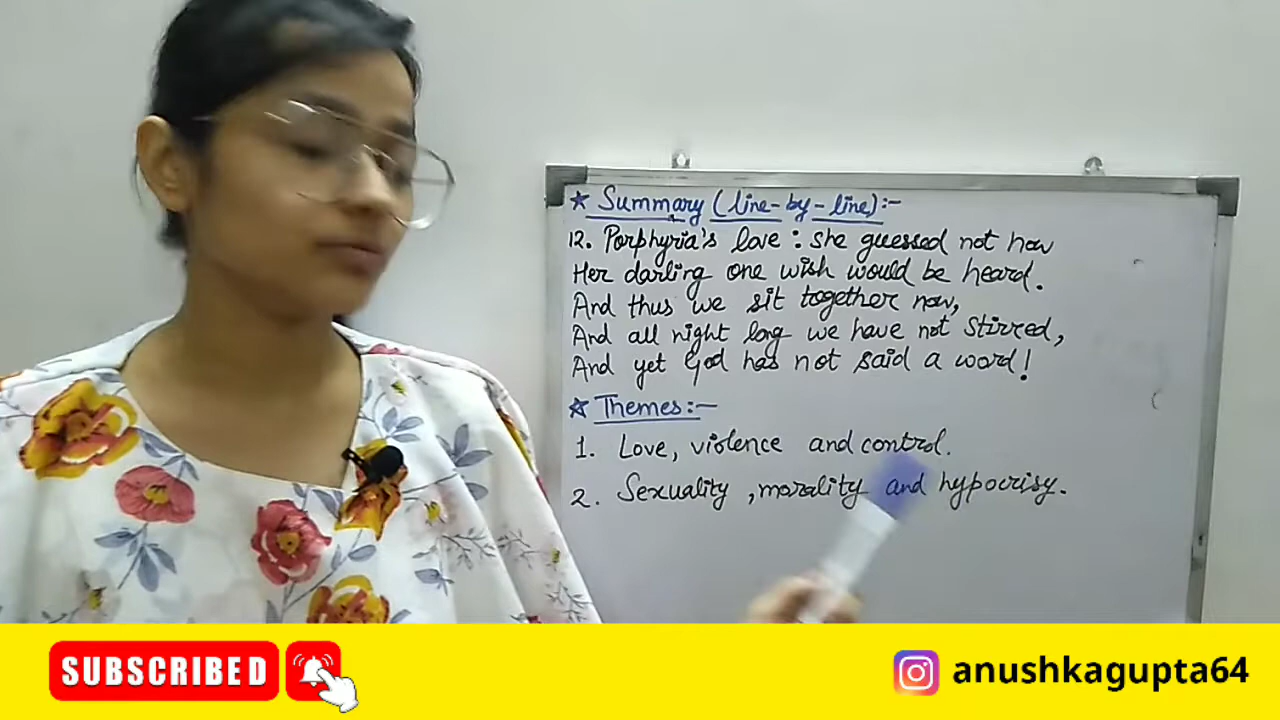 ★ Summary (line-by-line):-
12. Porphyria's love: she guessed not how
Her darling one wish would be heard.
And thus we sit together now,
And all night long we have not stirred,
And yet God has not said a word!
★ Themes:-
1. Love, violence and control.
2. Sexuality, morality and hypocrisy.
SUBSCRIBED
anushkagupta64